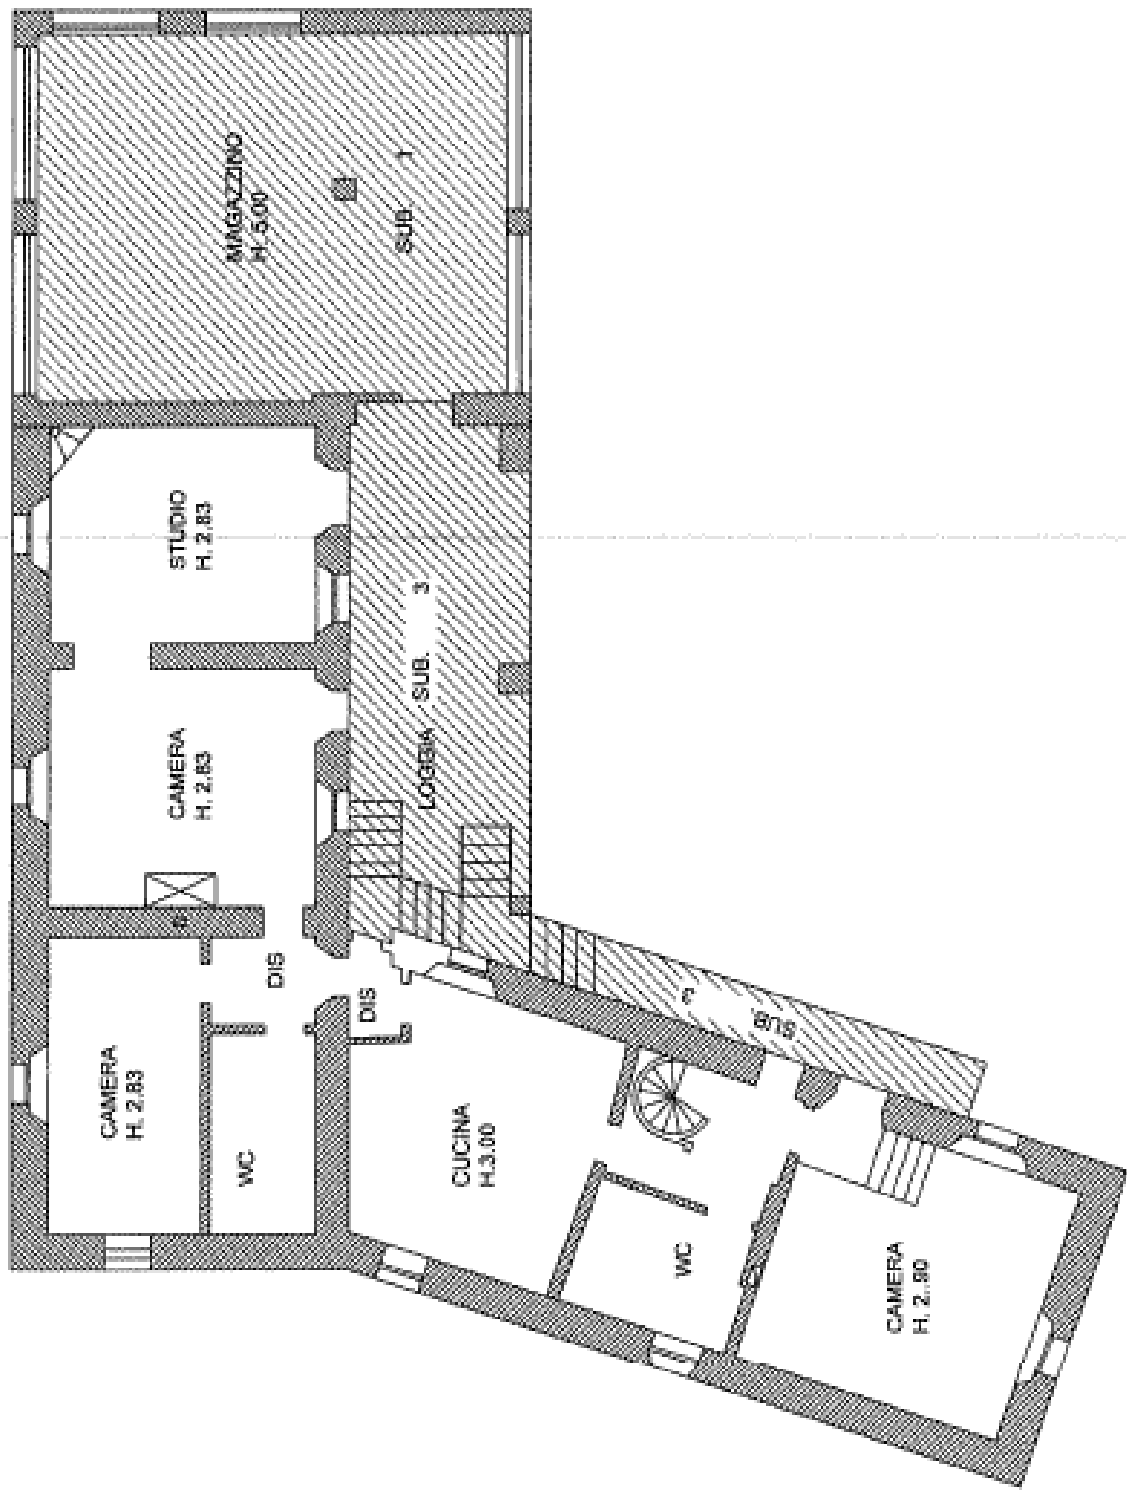 MAGAZZINO
H. 5.00
SUB. 1
STUDIO
H. 2.83
LOGGIA SUB. 3
CAMERA
H. 2.83
DIS
DIS
SUB. 3
CAMERA
H. 2.83
WC
CUCINA
H.3.00
WC
CAMERA
H. 2..90